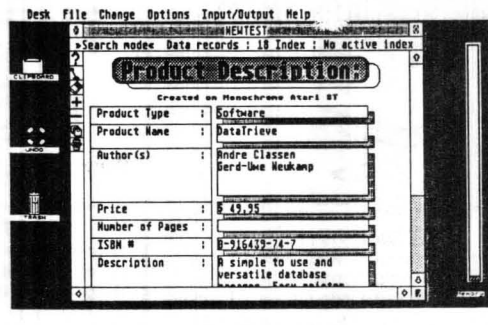 Desk File Change Options Input/Output Help
NEWTEST
▸Search mode◂ Data records : 18 Index : No active index
CLIPBOARD
Product Description:
Created on Monochrome Atari ST
Product Type : Software
Product Name : DataTrieve
UNDO
Author(s) : Andre Classen
Gerd-Uwe Neukamp
TRASH
Price : $ 49,95
Number of Pages :
ISBN # : 0-916439-74-7
Description : A simple to use and
versatile database